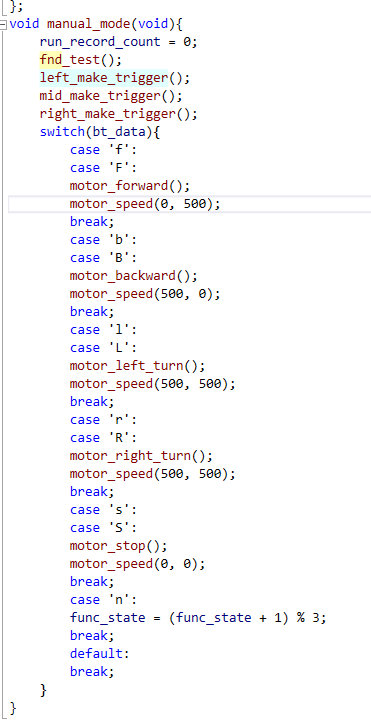 };
void manual_mode(void){
run_record_count = 0;
fnd_test();
left_make_trigger();
mid_make_trigger();
right_make_trigger();
switch(bt_data){
case 'f':
case 'F':
motor_forward();
motor_speed(0, 500);
break;
case 'b':
case 'B':
motor_backward();
motor_speed(500, 0);
break;
case 'l':
case 'L':
motor_left_turn();
motor_speed(500, 500);
break;
case 'r':
case 'R':
motor_right_turn();
motor_speed(500, 500);
break;
case 's':
case 'S':
motor_stop();
motor_speed(0, 0);
break;
case 'n':
func_state = (func_state + 1) % 3;
break;
default:
break;
}
}